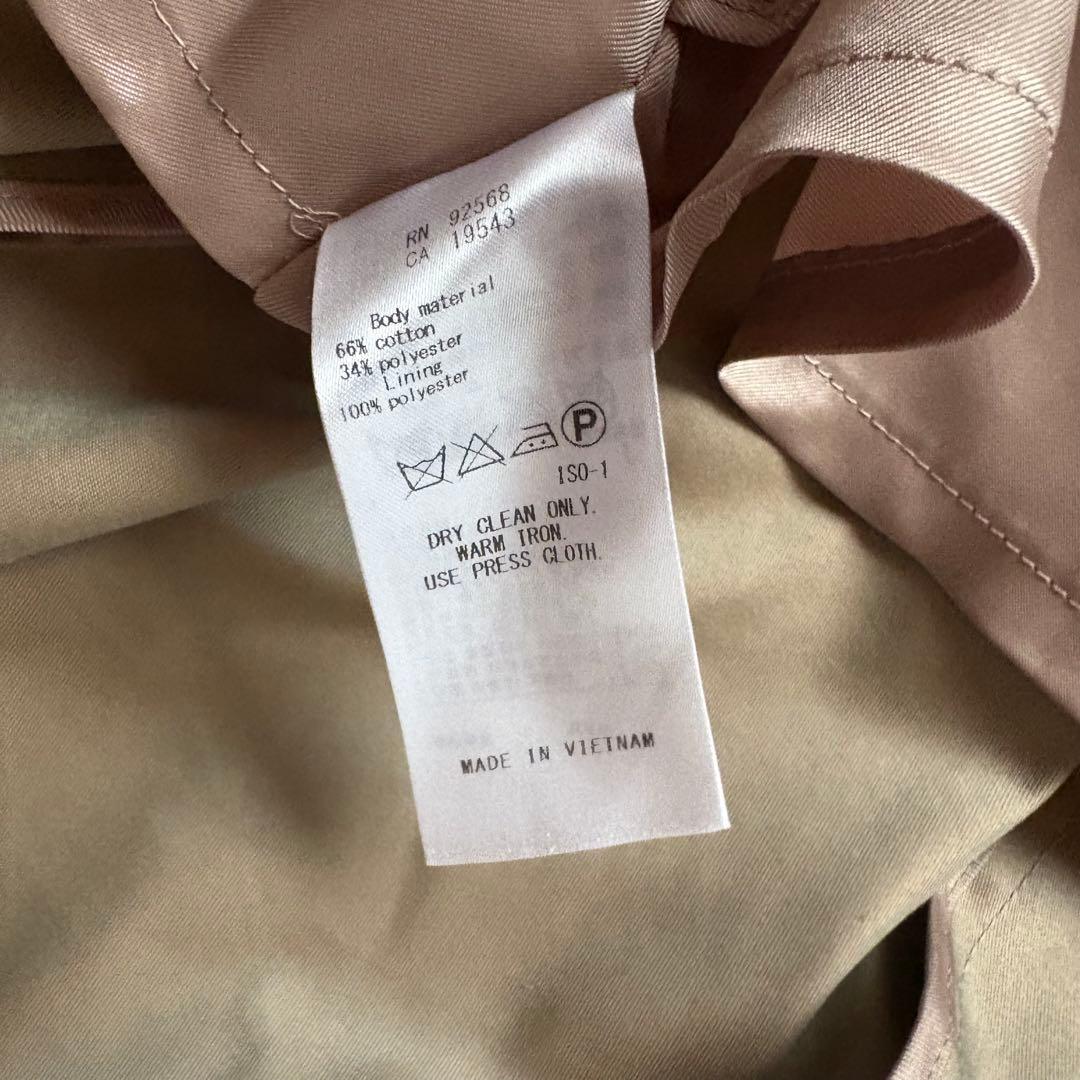 RN 92568
CA 19543
Body material
66% cotton
34% polyester
Lining
100% polyester
P
ISO-1
DRY CLEAN ONLY.
WARM IRON.
USE PRESS CLOTH.
MADE IN VIETNAM